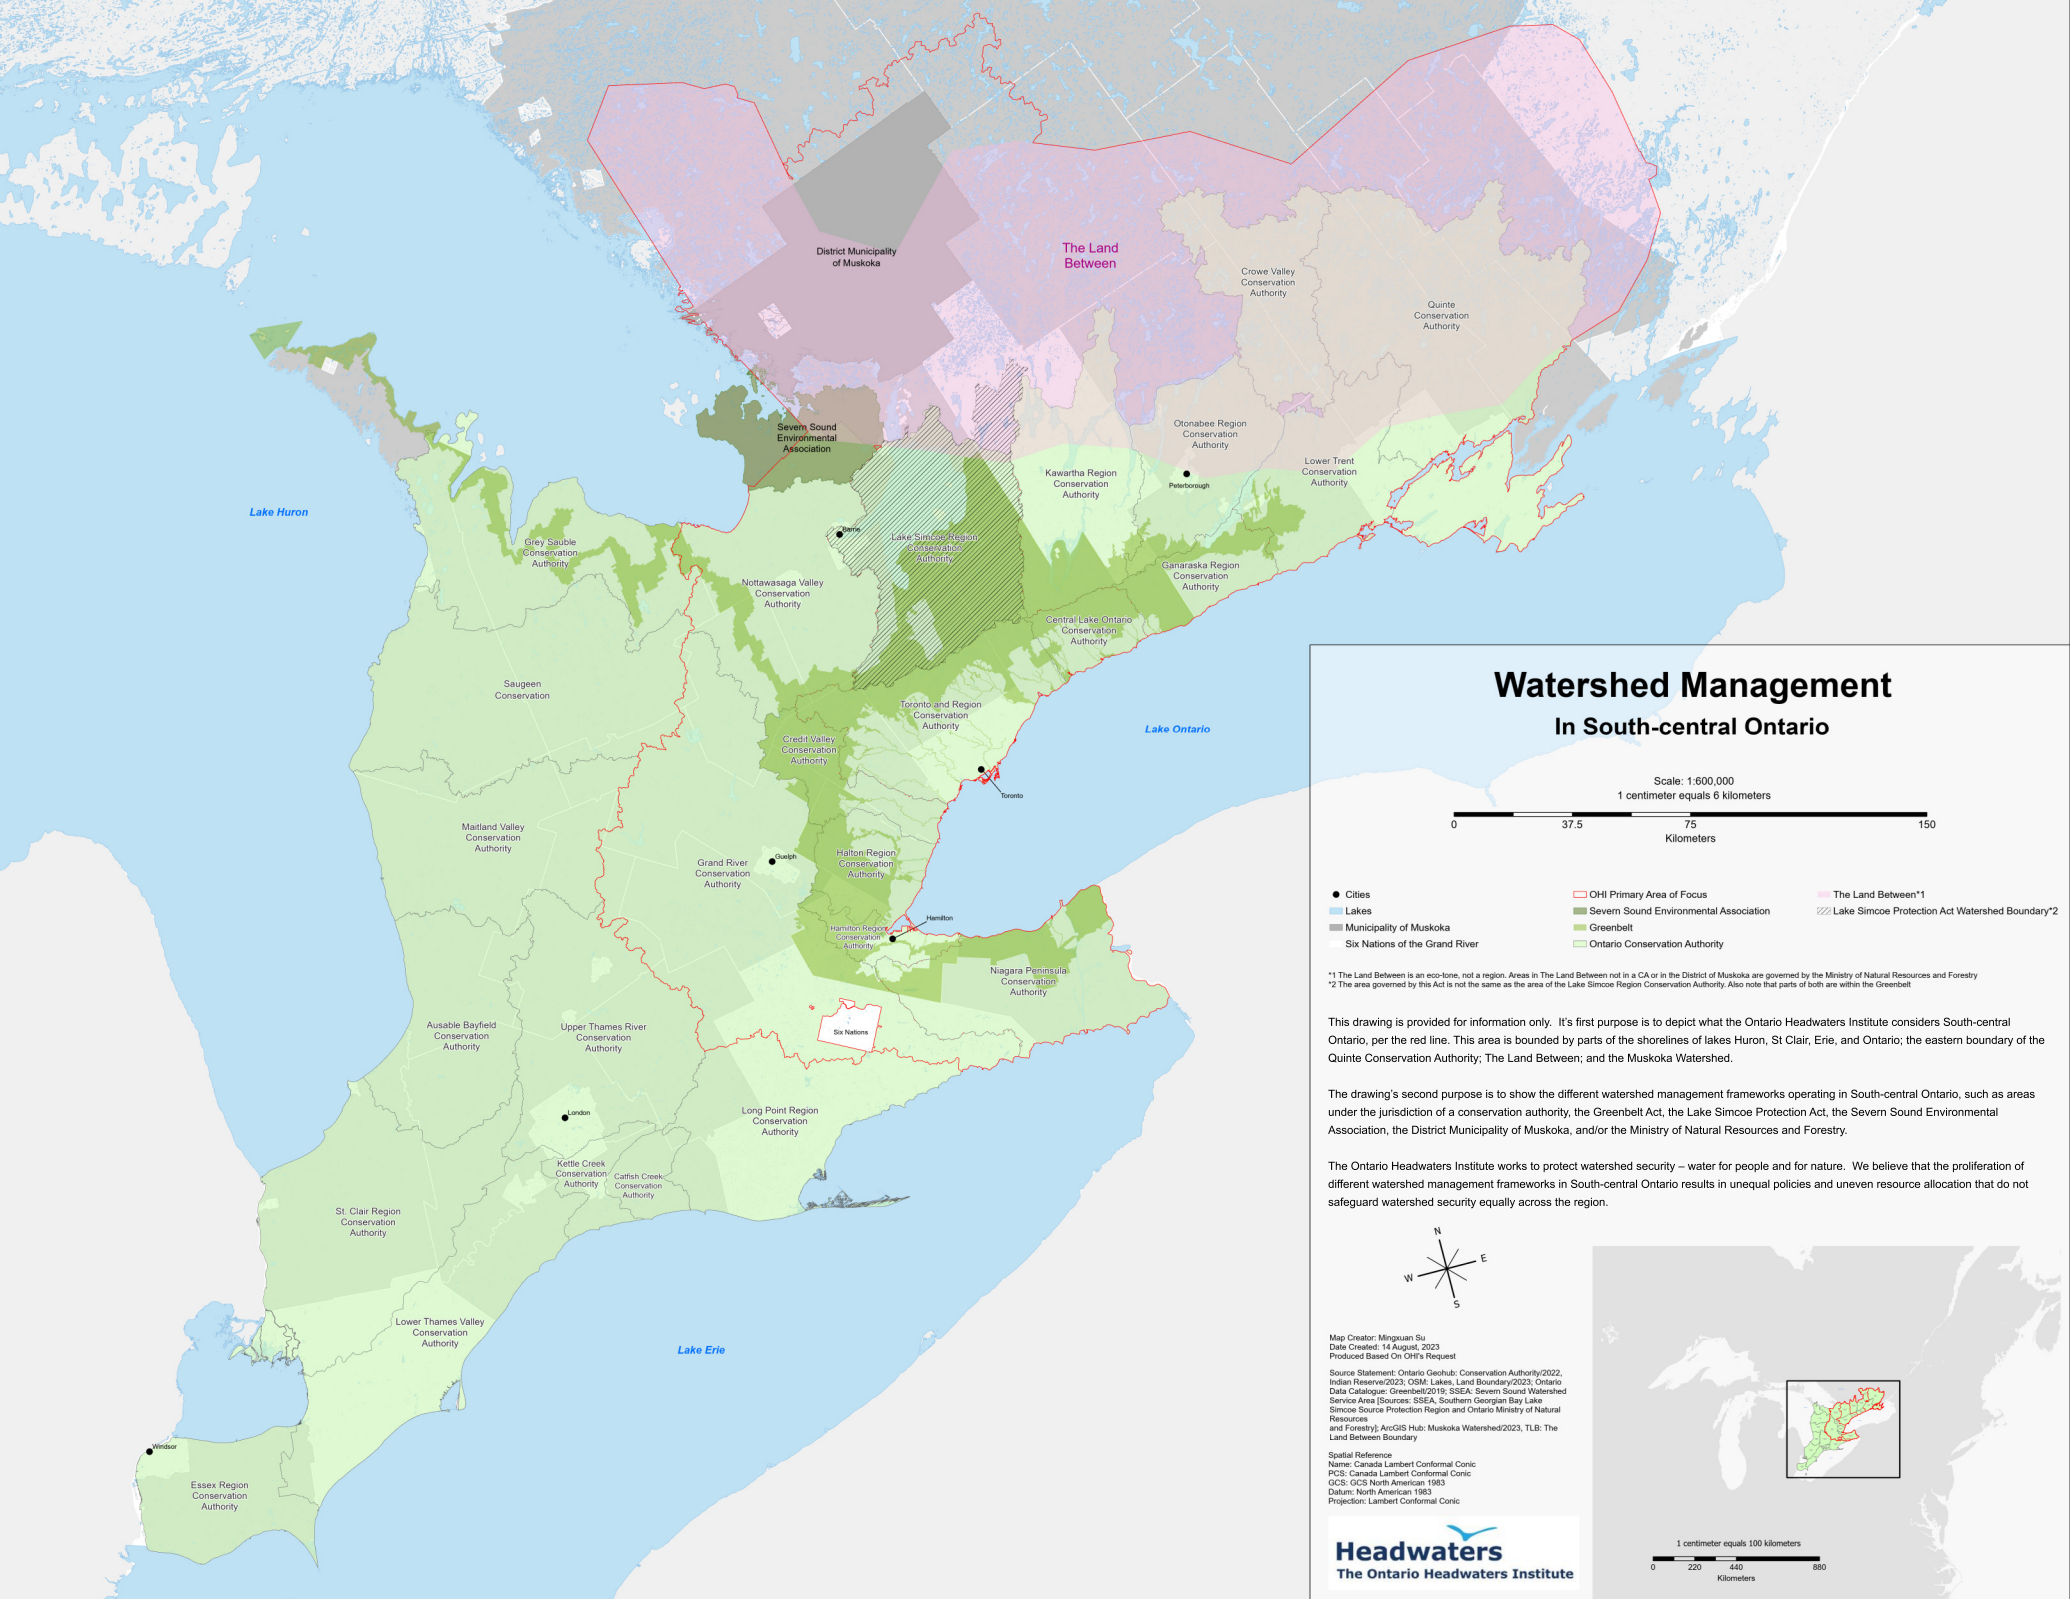 District Municipality
of Muskoka
The Land
Between
Crowe Valley
Conservation
Authority
Quinte
Conservation
Authority
Severn Sound
Environmental
Association
Otonabee Region
Conservation
Authority
Lower Trent
Conservation
Authority
Kawartha Region
Conservation
Authority
Peterborough
Lake Huron
Barrie
Lake Simcoe Region
Conservation
Authority
Grey Sauble
Conservation
Authority
Nottawasaga Valley
Conservation
Authority
Ganaraska Region
Conservation
Authority
Central Lake Ontario
Conservation
Authority
Saugeen
Conservation
Toronto and Region
Conservation
Authority
Lake Ontario
Credit Valley
Conservation
Authority
Toronto
Maitland Valley
Conservation
Authority
Guelph
Grand River
Conservation
Authority
Halton Region
Conservation
Authority
Hamilton
Hamilton Region
Conservation
Authority
Niagara Peninsula
Conservation
Authority
Ausable Bayfield
Conservation
Authority
Upper Thames River
Conservation
Authority
Six Nations
London
Long Point Region
Conservation
Authority
Kettle Creek
Conservation
Authority
Catfish Creek
Conservation
Authority
St. Clair Region
Conservation
Authority
Lower Thames Valley
Conservation
Authority
Lake Erie
Windsor
Essex Region
Conservation
Authority
Watershed Management
In South-central Ontario
Scale: 1:600,000
1 centimeter equals 6 kilometers
0 37.5 75 150
Kilometers
Cities
Lakes
Municipality of Muskoka
Six Nations of the Grand River
OHI Primary Area of Focus
Severn Sound Environmental Association
Greenbelt
Ontario Conservation Authority
The Land Between*1
Lake Simcoe Protection Act Watershed Boundary*2
*1 The Land Between is an eco-tone, not a region. Areas in The Land Between not in a CA or in the District of Muskoka are governed by the Ministry of Natural Resources and Forestry
*2 The area governed by this Act is not the same as the area of the Lake Simcoe Region Conservation Authority. Also note that parts of both are within the Greenbelt
This drawing is provided for information only. It's first purpose is to depict what the Ontario Headwaters Institute considers South-central
Ontario, per the red line. This area is bounded by parts of the shorelines of lakes Huron, St Clair, Erie, and Ontario; the eastern boundary of the
Quinte Conservation Authority; The Land Between; and the Muskoka Watershed.
The drawing's second purpose is to show the different watershed management frameworks operating in South-central Ontario, such as areas
under the jurisdiction of a conservation authority, the Greenbelt Act, the Lake Simcoe Protection Act, the Severn Sound Environmental
Association, the District Municipality of Muskoka, and/or the Ministry of Natural Resources and Forestry.
The Ontario Headwaters Institute works to protect watershed security – water for people and for nature. We believe that the proliferation of
different watershed management frameworks in South-central Ontario results in unequal policies and uneven resource allocation that do not
safeguard watershed security equally across the region.
N
E
W
S
Map Creator: Mingxuan Su
Date Created: 14 August, 2023
Produced Based On OHI's Request
Source Statement: Ontario Geohub: Conservation Authority/2022,
Indian Reserve/2023; OSM: Lakes, Land Boundary/2023; Ontario
Data Catalogue: Greenbelt/2019; SSEA: Severn Sound Watershed
Service Area [Sources: SSEA, Southern Georgian Bay Lake
Simcoe Source Protection Region and Ontario Ministry of Natural
Resources
and Forestry]; ArcGIS Hub: Muskoka Watershed/2023, TLB: The
Land Between Boundary
Spatial Reference
Name: Canada Lambert Conformal Conic
PCS: Canada Lambert Conformal Conic
GCS: GCS North American 1983
Datum: North American 1983
Projection: Lambert Conformal Conic
Headwaters
The Ontario Headwaters Institute
1 centimeter equals 100 kilometers
0 220 440 880
Kilometers